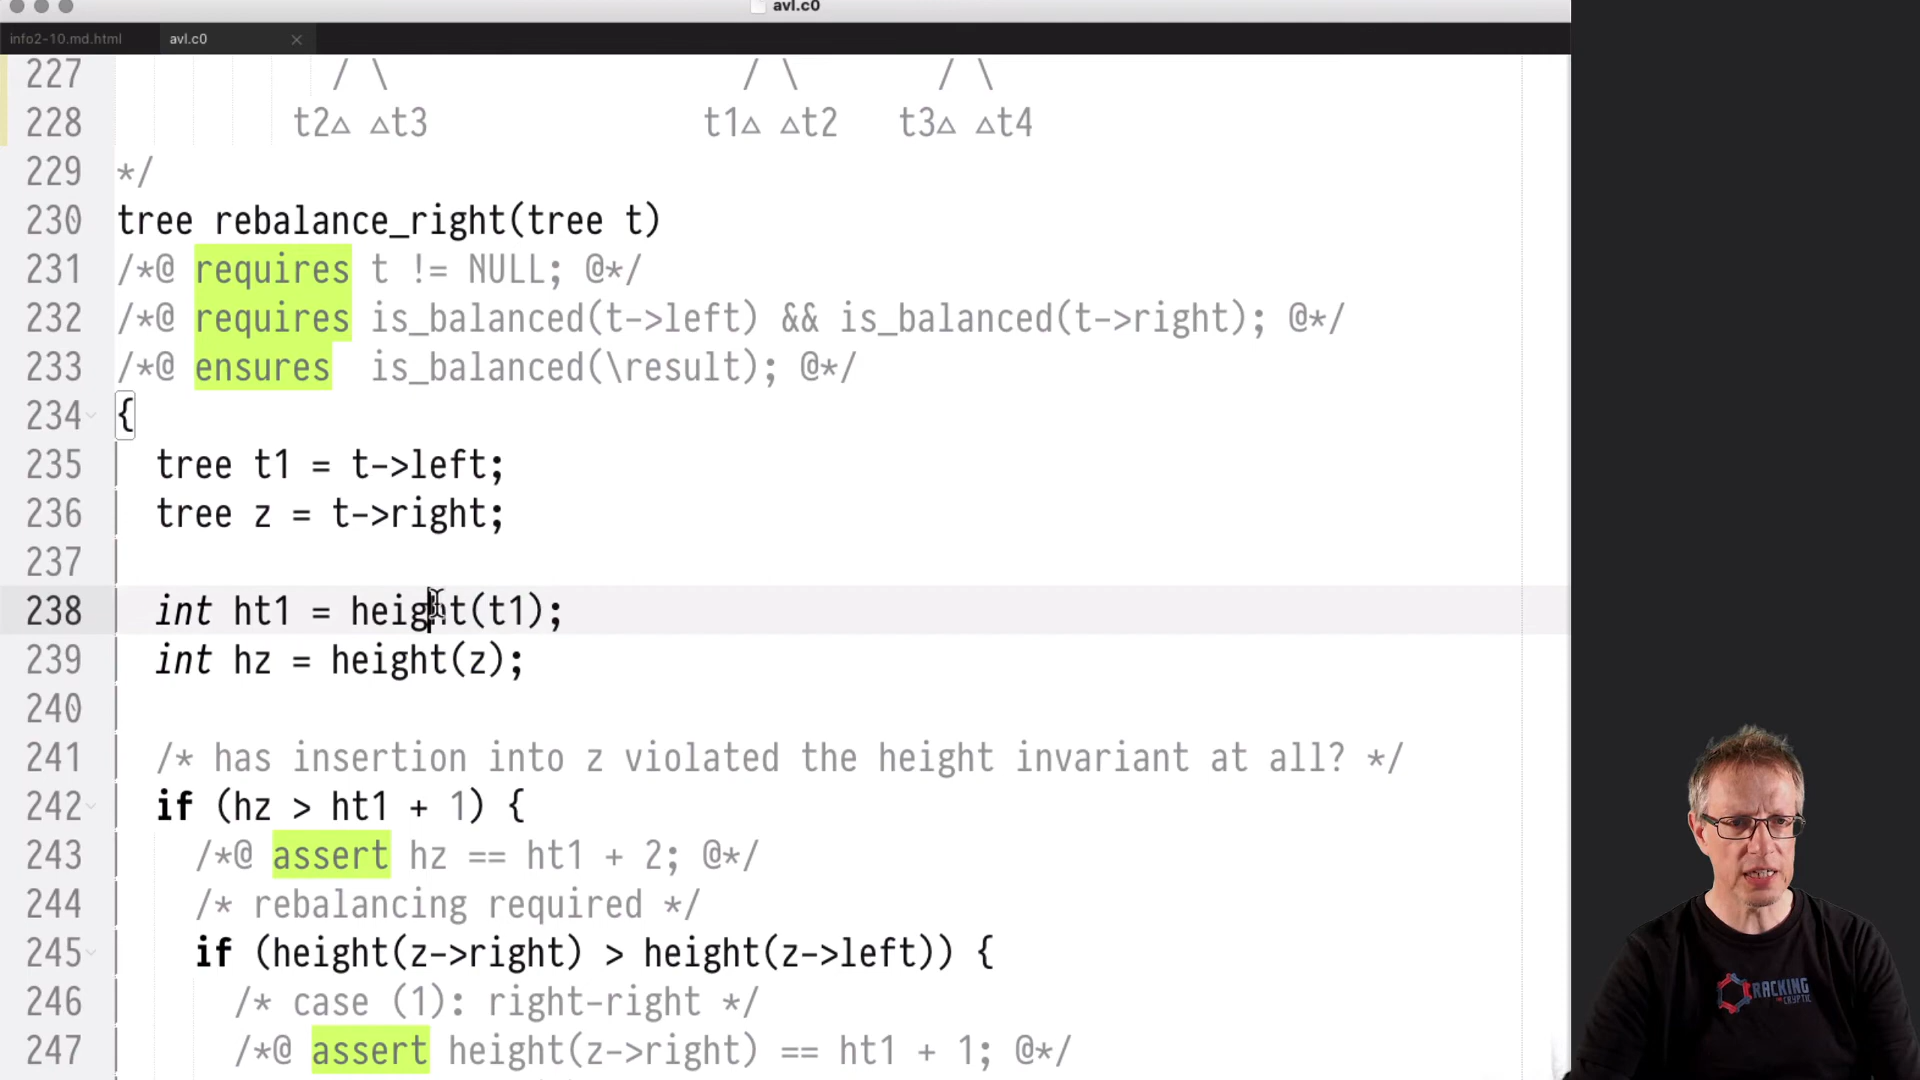 avl.c0
info2-10.md.html avl.c0 ×
227 / \ / \ / \
228 t2△ △t3 t1△ △t2 t3△ △t4
229 */
230 tree rebalance_right(tree t)
231 /*@ requires t != NULL; @*/
232 /*@ requires is_balanced(t->left) && is_balanced(t->right); @*/
233 /*@ ensures is_balanced(\result); @*/
234 {
235 tree t1 = t->left;
236 tree z = t->right;
237
238 int ht1 = height(t1);
239 int hz = height(z);
240
241 /* has insertion into z violated the height invariant at all? */
242 if (hz > ht1 + 1) {
243 /*@ assert hz == ht1 + 2; @*/
244 /* rebalancing required */
245 if (height(z->right) > height(z->left)) {
246 /* case (1): right-right */
247 /*@ assert height(z->right) == ht1 + 1; @*/
RACKING
THE CRYPTIC